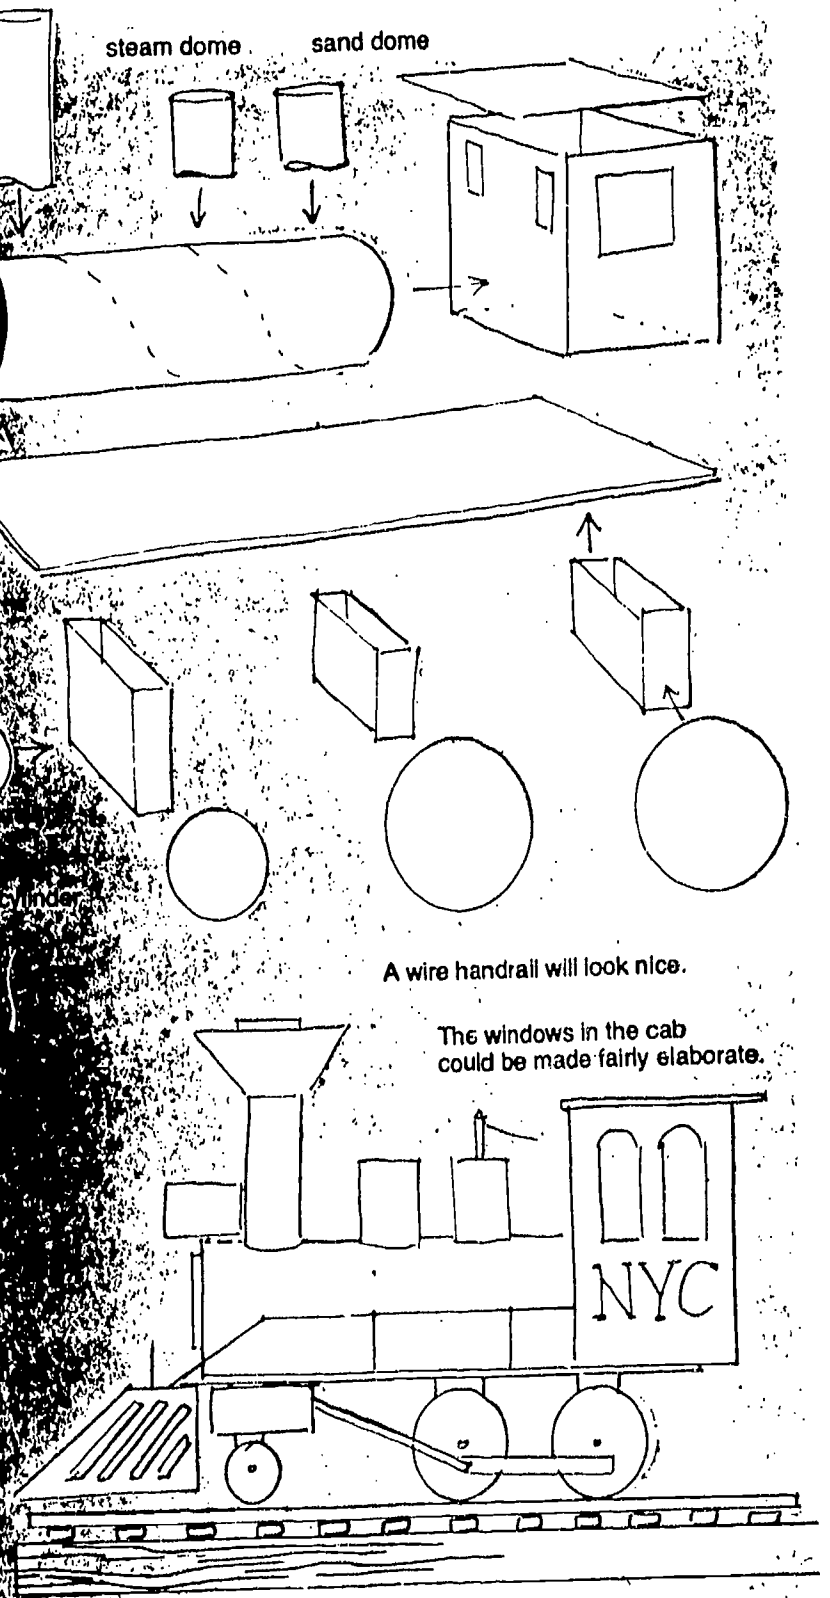 steam dome
sand dome
cylinder
A wire handrail will look nice.
The windows in the cab
could be made fairly elaborate.
NYC